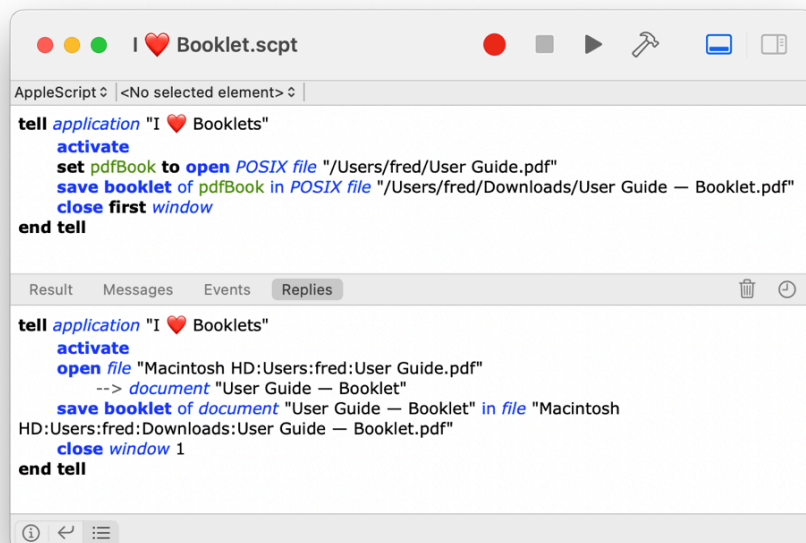 I ❤️ Booklet.scpt
AppleScript <No selected element>
tell application "I ❤️ Booklets"
activate
set pdfBook to open POSIX file "/Users/fred/User Guide.pdf"
save booklet of pdfBook in POSIX file "/Users/fred/Downloads/User Guide — Booklet.pdf"
close first window
end tell
Result Messages Events Replies
tell application "I ❤️ Booklets"
activate
open file "Macintosh HD:Users:fred:User Guide.pdf"
--> document "User Guide — Booklet"
save booklet of document "User Guide — Booklet" in file "Macintosh
HD:Users:fred:Downloads:User Guide — Booklet.pdf"
close window 1
end tell